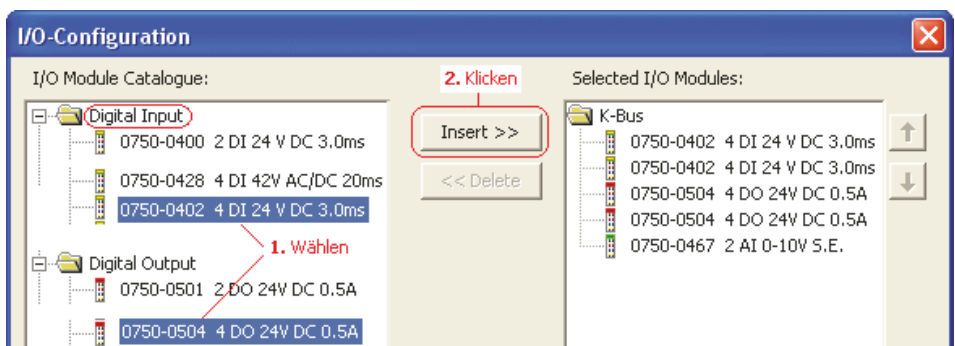 I/O-Configuration
I/O Module Catalogue:
2. Klicken
Selected I/O Modules:
Digital Input
0750-0400 2 DI 24 V DC 3.0ms
0750-0428 4 DI 42V AC/DC 20ms
0750-0402 4 DI 24 V DC 3.0ms
1. Wählen
Digital Output
0750-0501 2 DO 24V DC 0.5A
0750-0504 4 DO 24V DC 0.5A
Insert >>
<< Delete
K-Bus
0750-0402 4 DI 24 V DC 3.0ms
0750-0402 4 DI 24 V DC 3.0ms
0750-0504 4 DO 24V DC 0.5A
0750-0504 4 DO 24V DC 0.5A
0750-0467 2 AI 0-10V S.E.